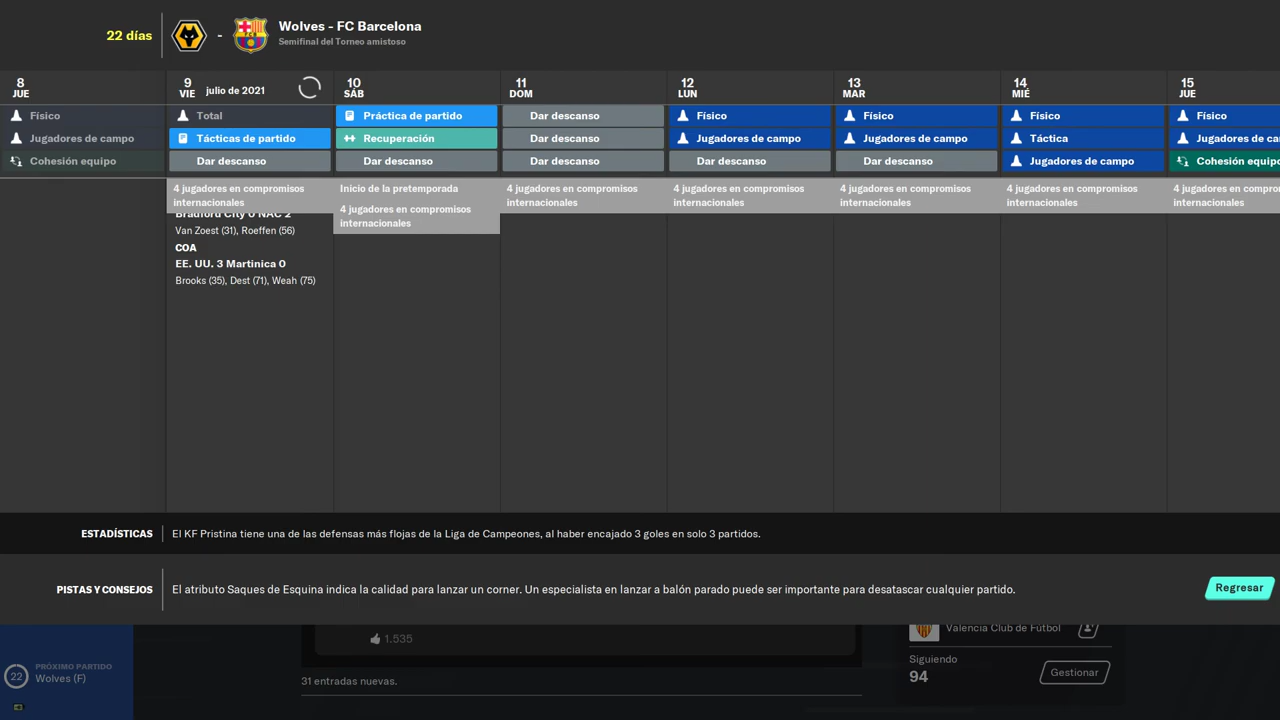 22 días
-
Wolves - FC Barcelona
Semifinal del Torneo amistoso
8
JUE
9
VIE
julio de 2021
10
SÁB
11
DOM
12
LUN
13
MAR
14
MIÉ
15
JUE
Físico
Total
Práctica de partido
Dar descanso
Físico
Físico
Físico
Físico
Jugadores de campo
Tácticas de partido
Recuperación
Dar descanso
Jugadores de campo
Jugadores de campo
Táctica
Jugadores de ca
Cohesión equipo
Dar descanso
Dar descanso
Dar descanso
Dar descanso
Dar descanso
Jugadores de campo
Cohesión equipo
4 jugadores en compromisos
internacionales
Inicio de la pretemporada
4 jugadores en compromisos
internacionales
4 jugadores en compromisos
internacionales
4 jugadores en compromisos
internacionales
4 jugadores en compromisos
internacionales
4 jugadores en compromisos
internacionales
4 jugadores en compro
internacionales
Bradford City 0 NAC 2
Van Zoest (31), Roeffen (56)
COA
EE. UU. 3 Martinica 0
Brooks (35), Dest (71), Weah (75)
ESTADÍSTICAS
El KF Pristina tiene una de las defensas más flojas de la Liga de Campeones, al haber encajado 3 goles en solo 3 partidos.
PISTAS Y CONSEJOS
El atributo Saques de Esquina indica la calidad para lanzar un corner. Un especialista en lanzar a balón parado puede ser importante para desatascar cualquier partido.
Regresar
22
PRÓXIMO PARTIDO
Wolves (F)
1.535
31 entradas nuevas.
Valencia Club de Fútbol
Siguiendo
94
Gestionar